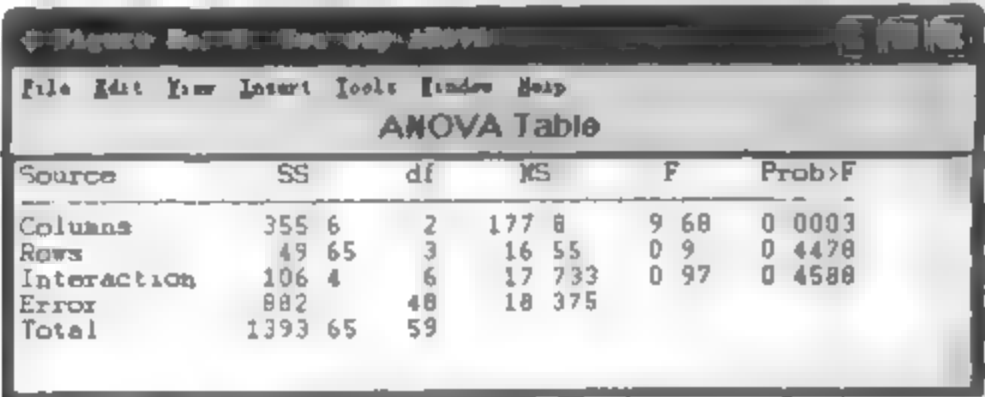 File Edit View Insert Tools Window Help
ANOVA Table
Source SS df MS F Prob>F
Columns 355 6 2 177 8 9 68 0 0003
Rows 49 65 3 16 55 0 9 0 4478
Interaction 106 4 6 17 733 0 97 0 4588
Error 882 48 18 375
Total 1393 65 59